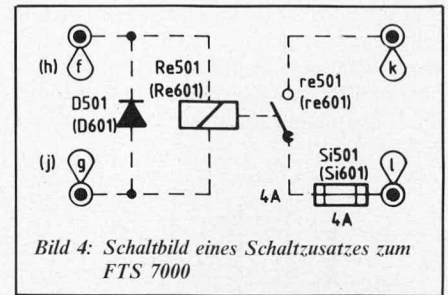 (h) f
k
Re501
(Re601)
re501
(re601)
D501
(D601)
(j) g
Si501
(Si601)
l
4A
4A
Bild 4: Schaltbild eines Schaltzusatzes zum
FTS 7000